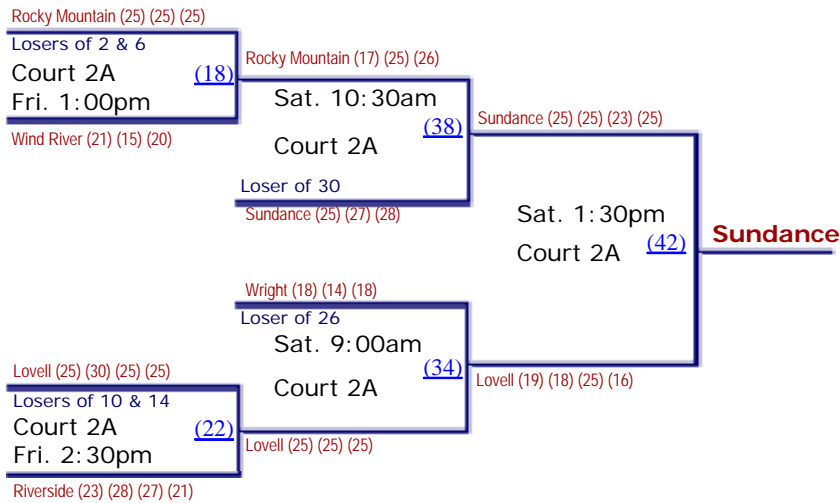 Rocky Mountain (25) (25) (25)
Losers of 2 & 6
Court 2A
(18)
Fri. 1:00pm
Wind River (21) (15) (20)
Rocky Mountain (17) (25) (26)
Sat. 10:30am
(38)
Court 2A
Loser of 30
Sundance (25) (27) (28)
Sundance (25) (25) (23) (25)
Sat. 1:30pm
Court 2A
(42)
Sundance
Wright (18) (14) (18)
Loser of 26
Sat. 9:00am
(34)
Court 2A
Lovell (19) (18) (25) (16)
Lovell (25) (30) (25) (25)
Losers of 10 & 14
Court 2A
(22)
Fri. 2:30pm
Lovell (25) (25) (25)
Riverside (23) (28) (27) (21)